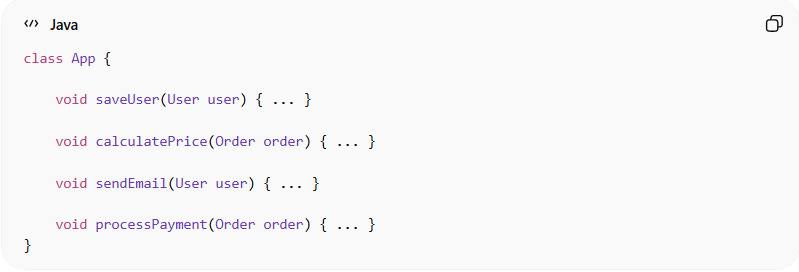 Java
class App {
    void saveUser(User user) { ... }
    void calculatePrice(Order order) { ... }
    void sendEmail(User user) { ... }
    void processPayment(Order order) { ... }
}